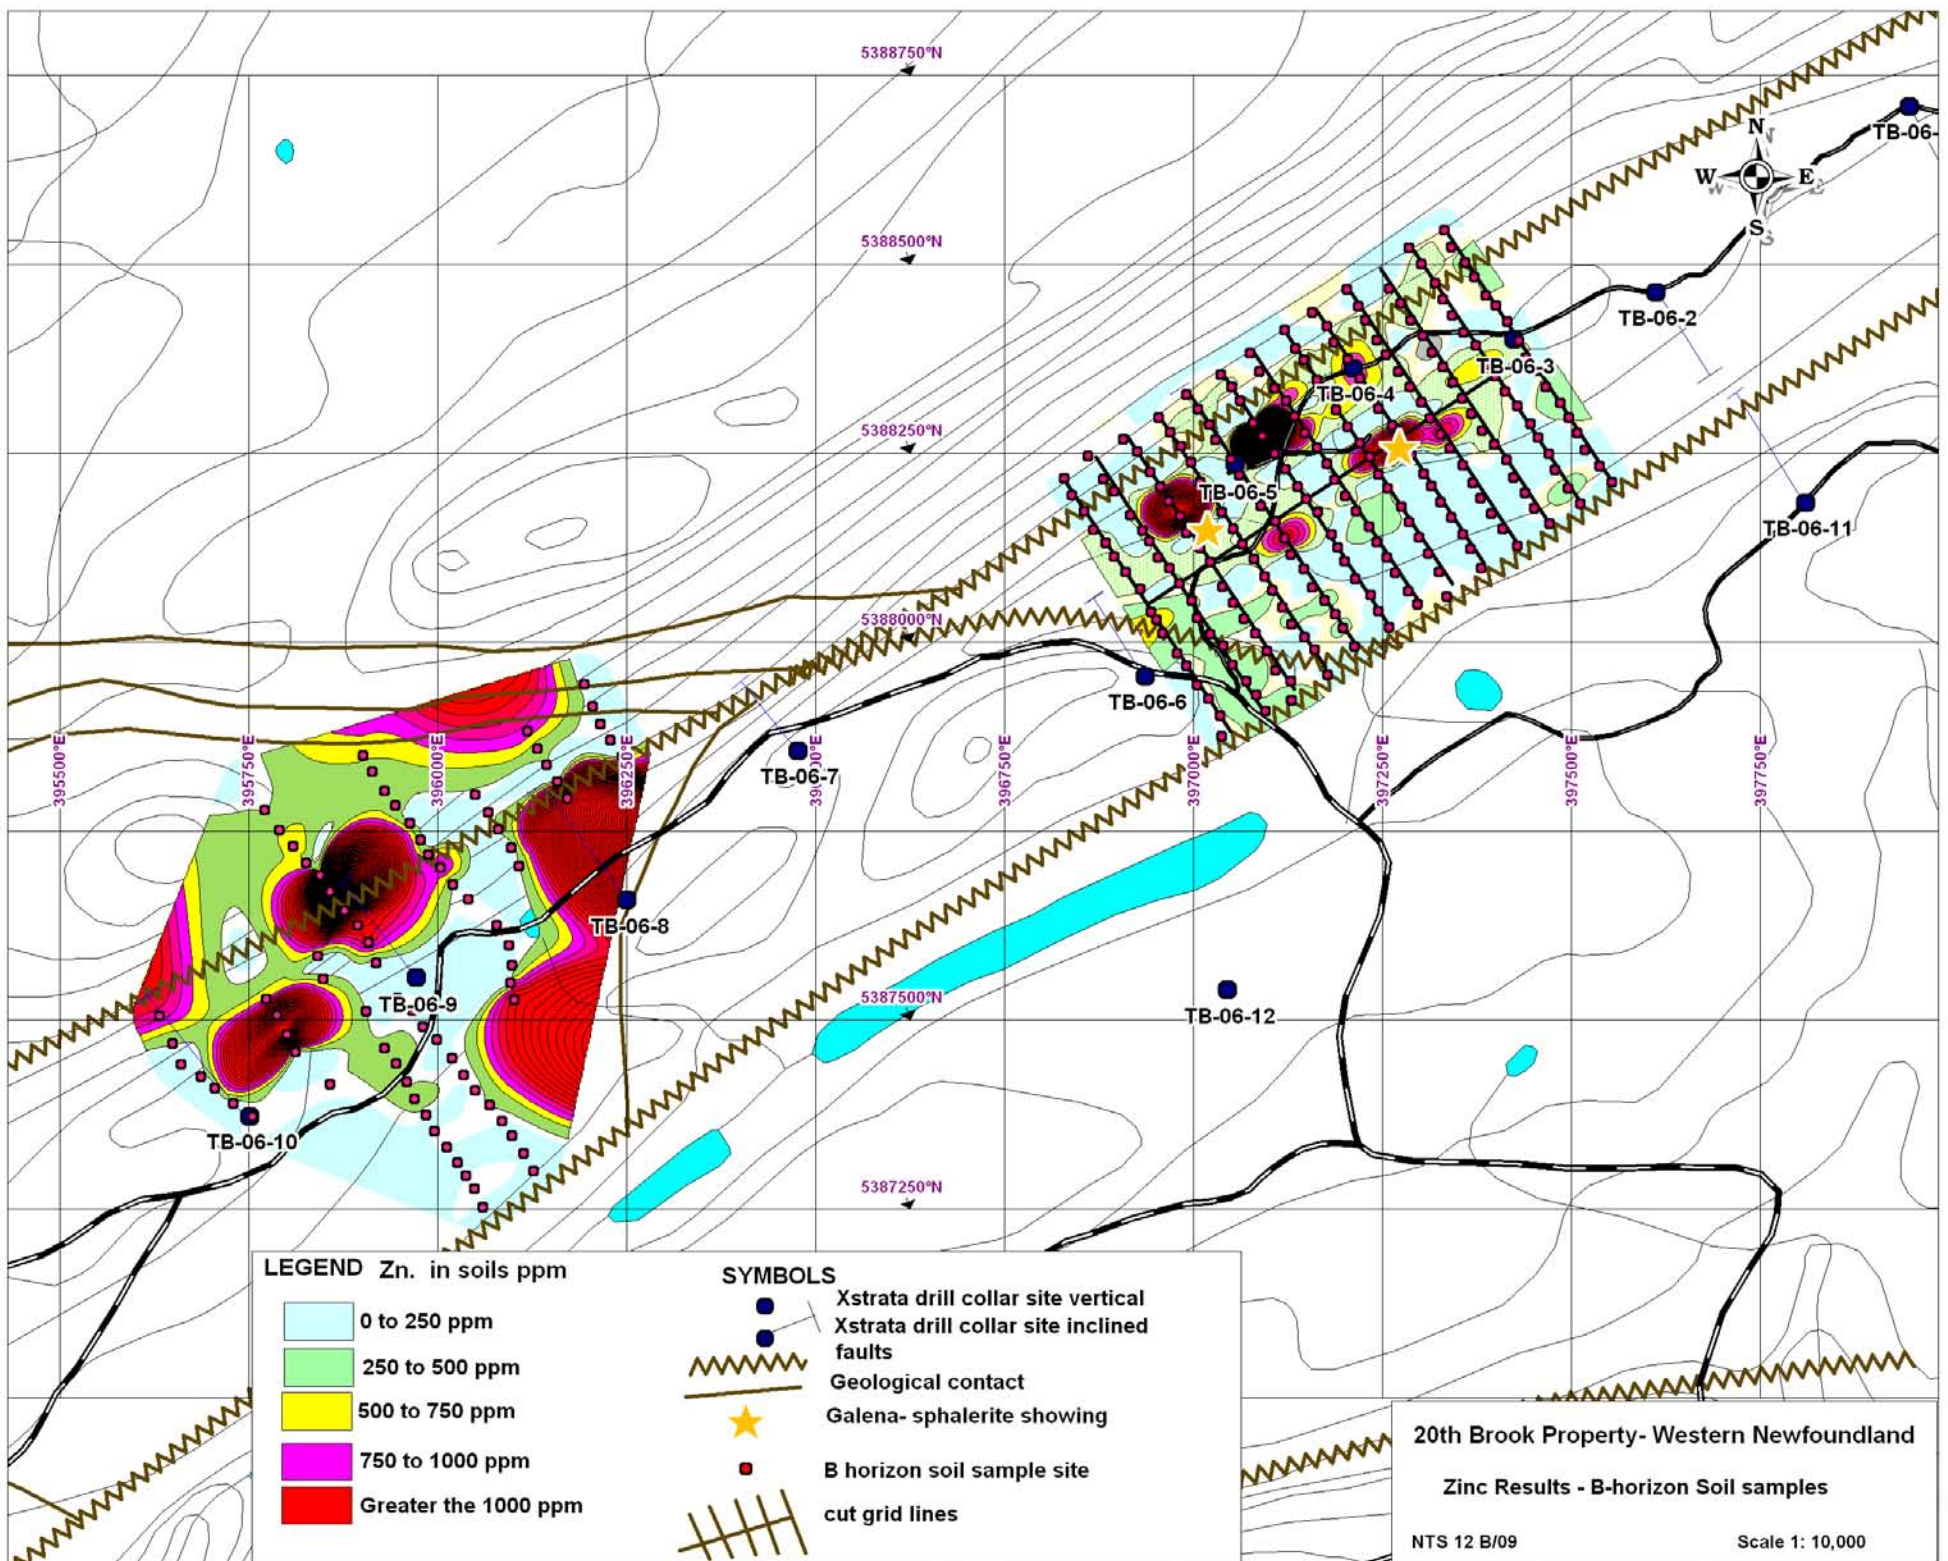 5388750°N
N
TB-06-
W
E
S
5388500°N
TB-06-2
TB-06-3
TB-06-4
5388250°N
TB-06-5
TB-06-11
5388000°N
TB-06-6
395500°E
395750°E
396000°E
396250°E
396750°E
397000°E
397250°E
397500°E
397750°E
TB-06-7
TB-06-8
TB-06-9
5387500°N
TB-06-12
TB-06-10
5387250°N
LEGEND Zn. in soils ppm
0 to 250 ppm
250 to 500 ppm
500 to 750 ppm
750 to 1000 ppm
Greater the 1000 ppm
SYMBOLS
Xstrata drill collar site vertical
Xstrata drill collar site inclined
faults
Geological contact
Galena- sphalerite showing
B horizon soil sample site
cut grid lines
20th Brook Property- Western Newfoundland
Zinc Results - B-horizon Soil samples
NTS 12 B/09
Scale 1: 10,000